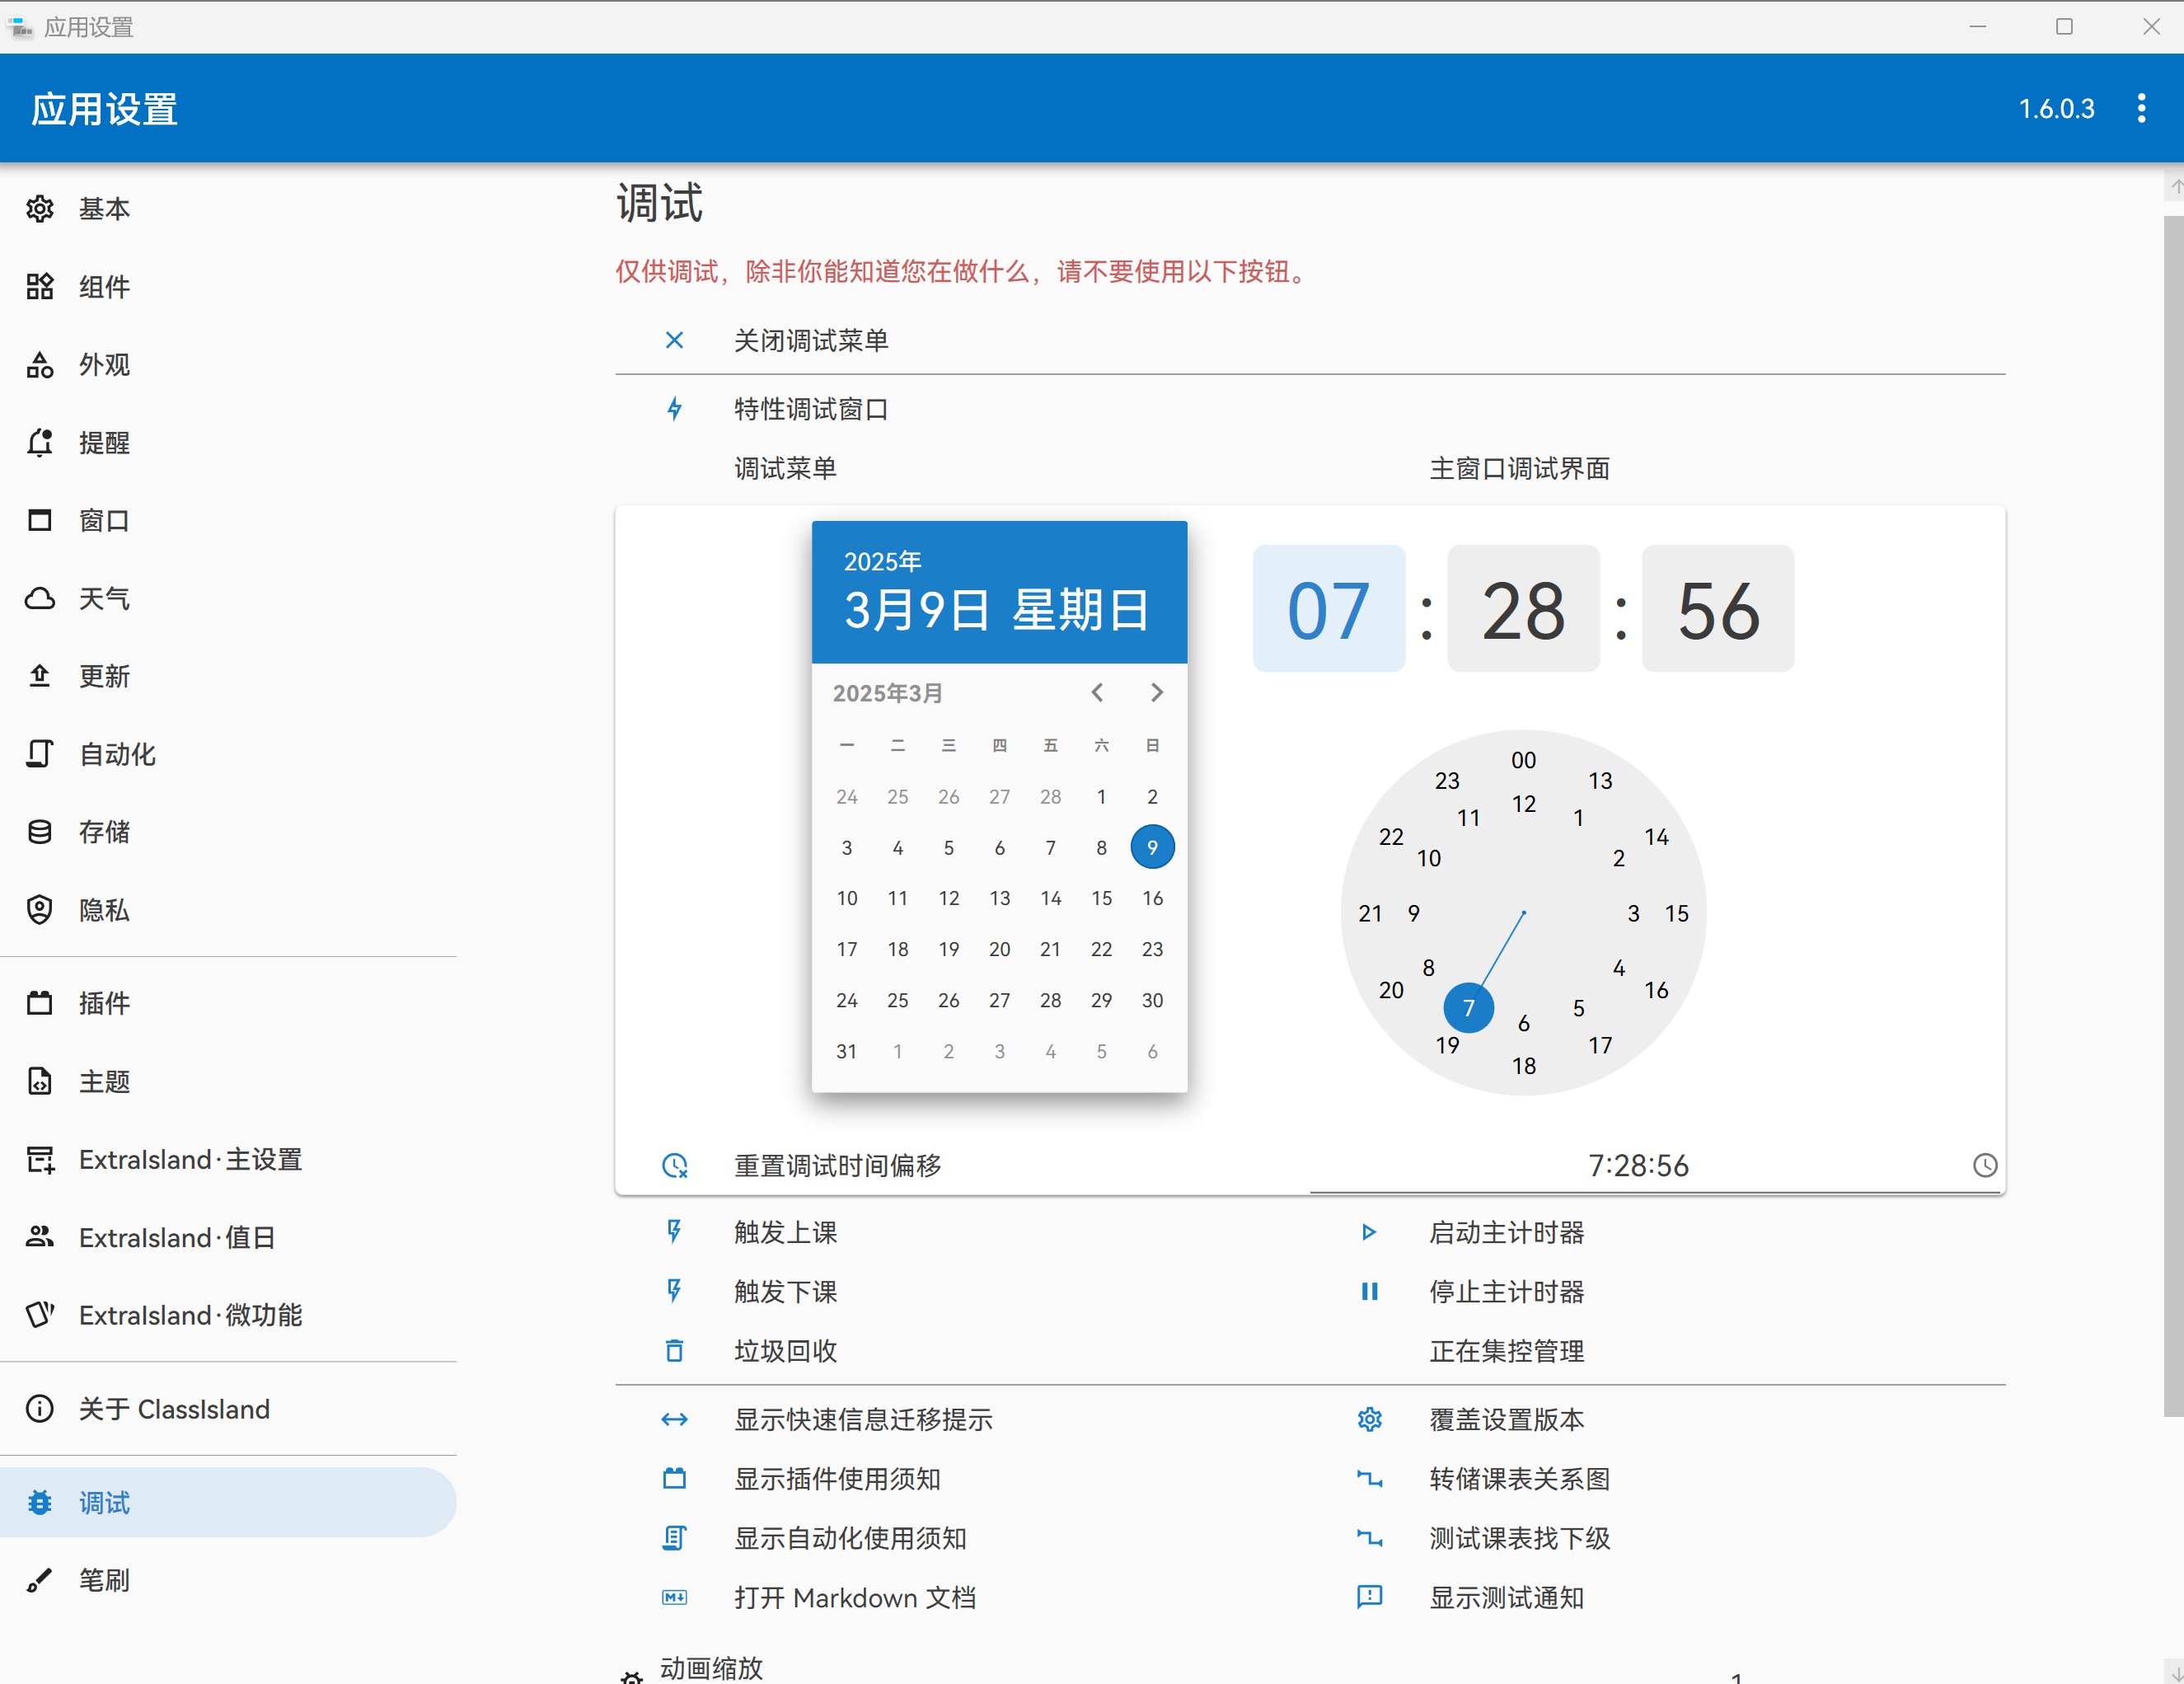 应用设置
应用设置
1.6.0.3
基本
组件
外观
提醒
窗口
天气
更新
自动化
存储
隐私
插件
主题
ExtraIsland·主设置
ExtraIsland·值日
ExtraIsland·微功能
关于 ClassIsland
调试
笔刷
调试
仅供调试，除非你能知道您在做什么，请不要使用以下按钮。
关闭调试菜单
特性调试窗口
调试菜单 主窗口调试界面
2025年
3月9日 星期日
2025年3月
一 二 三 四 五 六 日
24 25 26 27 28 1 2
3 4 5 6 7 8 9
10 11 12 13 14 15 16
17 18 19 20 21 22 23
24 25 26 27 28 29 30
31 1 2 3 4 5 6
07 : 28 : 56
00
23 13
12
11 1
22 14
10 2
21 9 3 15
8 4
20 16
7 5
6
19 17
18
重置调试时间偏移 7:28:56
触发上课 启动主计时器
触发下课 停止主计时器
垃圾回收 正在集控管理
显示快速信息迁移提示 覆盖设置版本
显示插件使用须知 转储课表关系图
显示自动化使用须知 测试课表找下级
M↓ 打开 Markdown 文档 显示测试通知
动画缩放
1